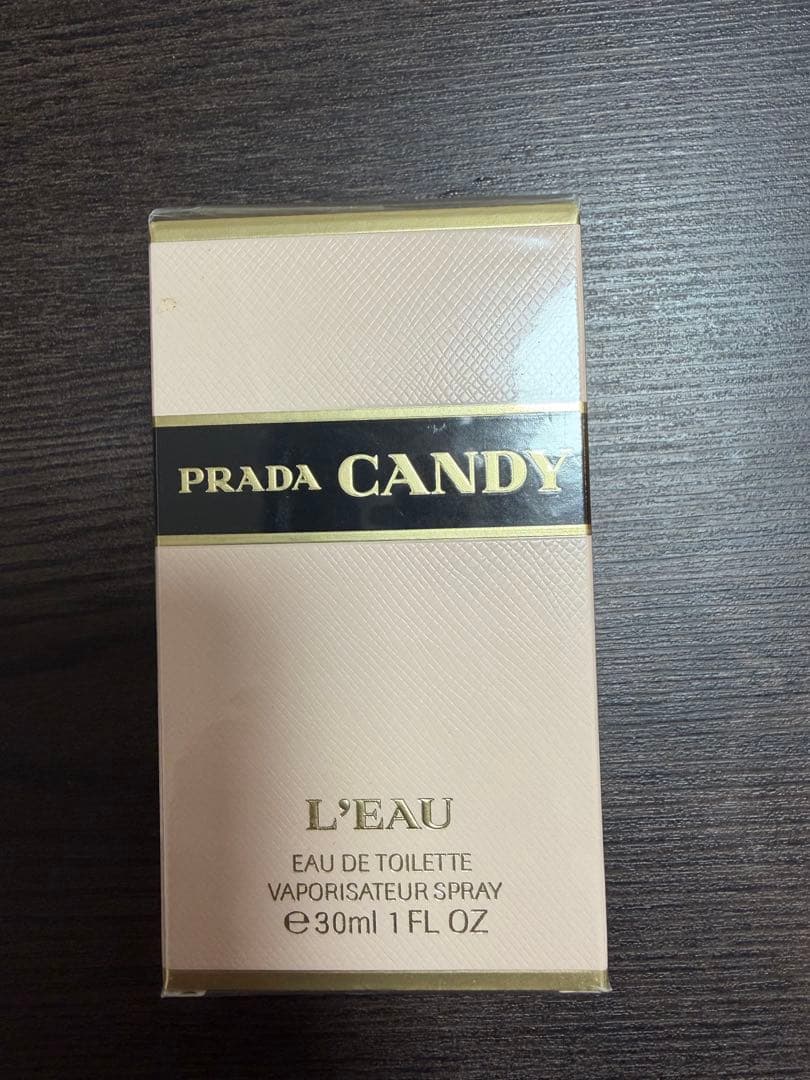 PRADA CANDY
L'EAU
EAU DE TOILETTE
VAPORISATEUR SPRAY
℮30ml 1 FL OZ